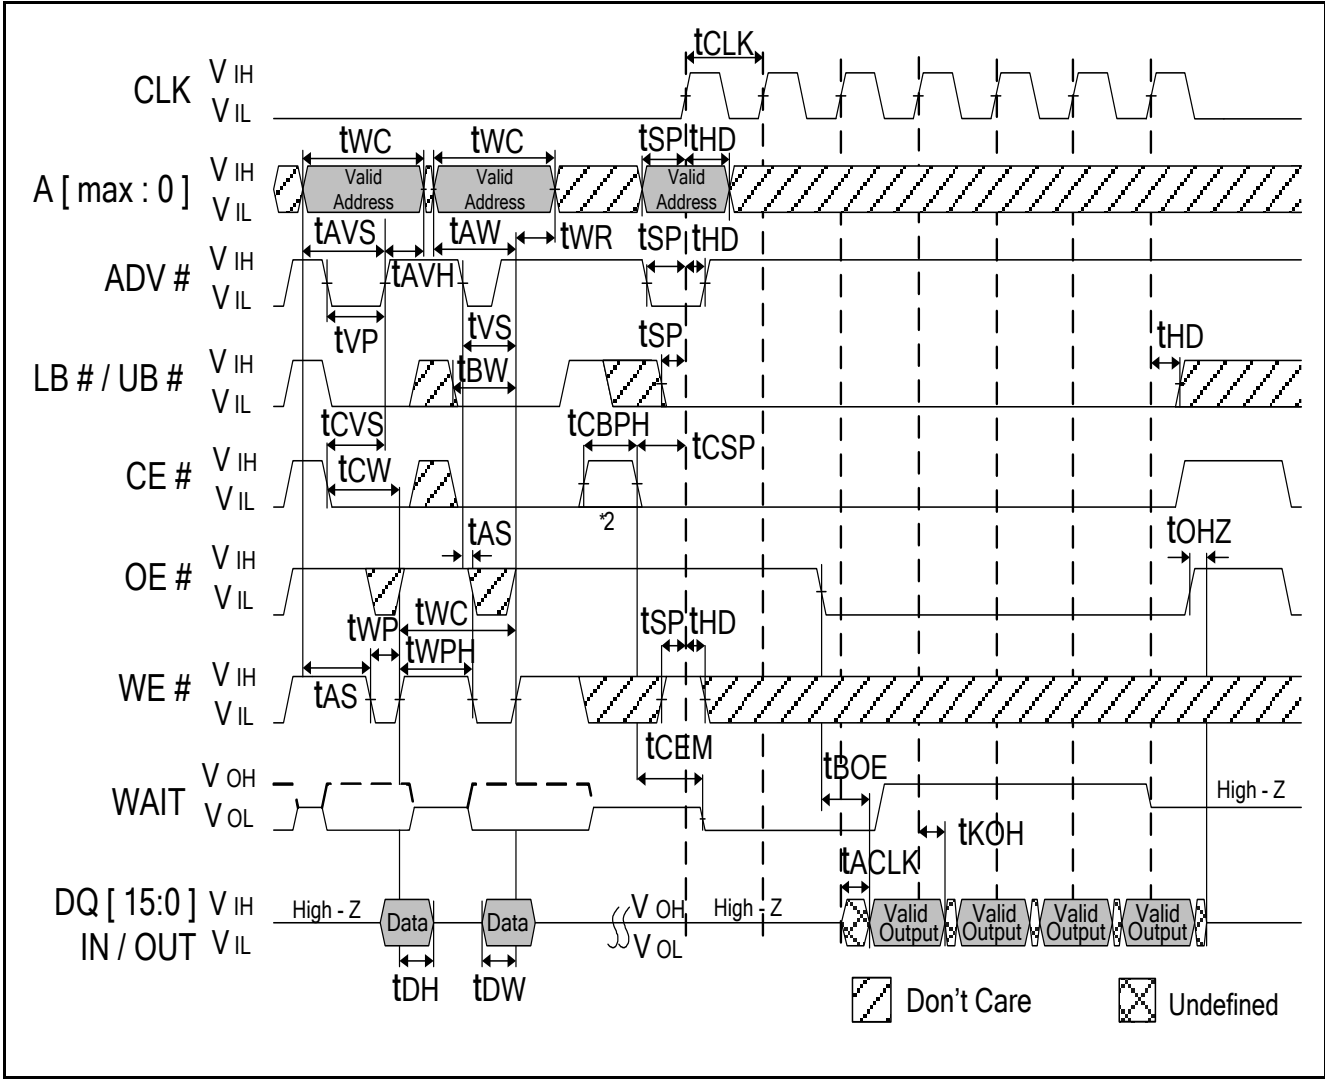 tCLK
CLK V IH
V IL
tWC tWC tSP tHD
A [ max : 0 ] V IH
V IL
Valid Address Valid Address Valid Address
tAVS tAW tWR tSP tHD
ADV # V IH
V IL
tAVH
tVP tVS tSP tHD
LB # / UB # V IH
V IL
tBW
tCVS tCBPH tCSP
CE # V IH
V IL
tCW
*2
tAS tOHZ
OE # V IH
V IL
tWP tWC tSP tHD
tWPH
WE # V IH
V IL
tAS
tCEM tBOE
WAIT V OH
V OL
High - Z
tKOH
tACLK
DQ [ 15:0 ] V IH
IN / OUT V IL
High - Z Data Data V OH
V OL
High - Z Valid Output Valid Output Valid Output Valid Output
tDH tDW
Don't Care Undefined